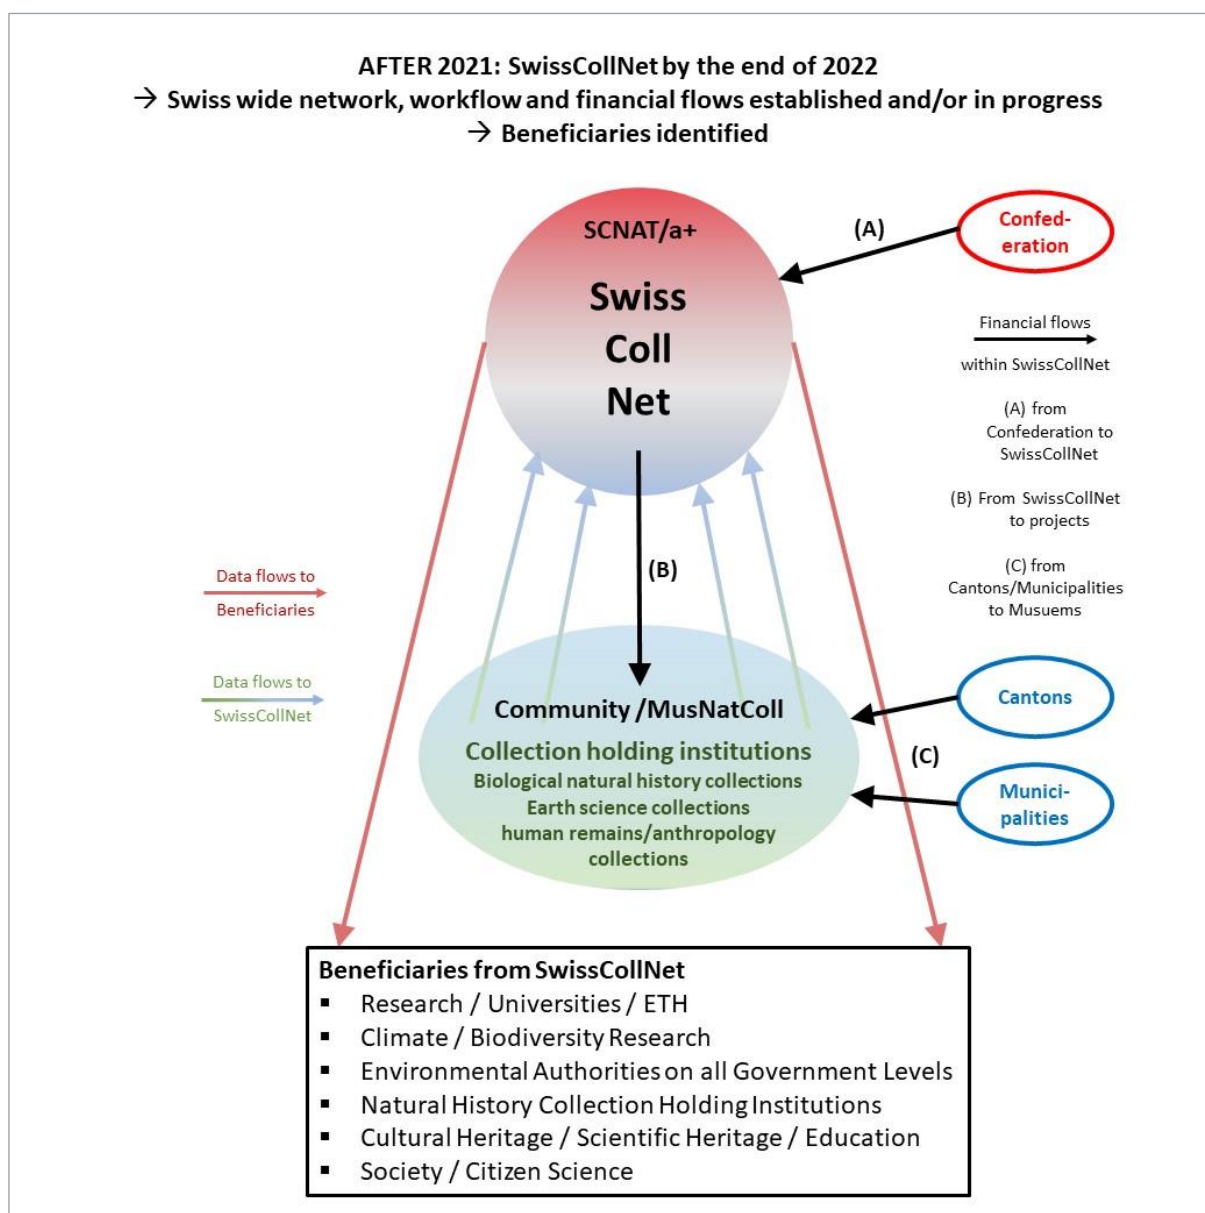 AFTER 2021: SwissCollNet by the end of 2022
→ Swiss wide network, workflow and financial flows established and/or in progress
→ Beneficiaries identified
SCNAT/a+
Swiss
Coll
Net
(A)
Confed-
eration
Financial flows
within SwissCollNet
(A) from
Confederation to
SwissCollNet
(B) From SwissCollNet
to projects
(C) from
Cantons/Municipalities
to Musuems
(B)
Data flows to
Beneficiaries
Data flows to
SwissCollNet
Community /MusNatColl
Collection holding institutions
Biological natural history collections
Earth science collections
human remains/anthropology
collections
Cantons
(C)
Munici-
palities
Beneficiaries from SwissCollNet
▪ Research / Universities / ETH
▪ Climate / Biodiversity Research
▪ Environmental Authorities on all Government Levels
▪ Natural History Collection Holding Institutions
▪ Cultural Heritage / Scientific Heritage / Education
▪ Society / Citizen Science